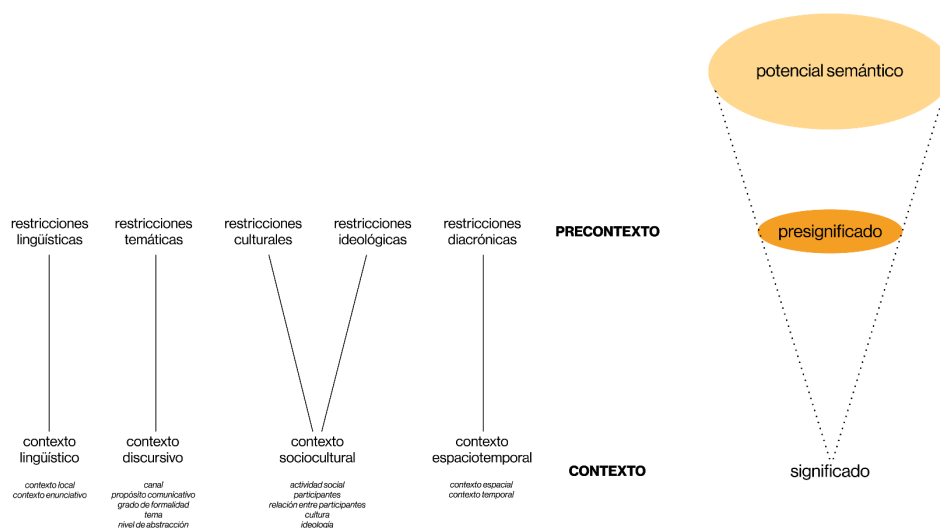 potencial semántico
restricciones
lingüísticas
restricciones
temáticas
restricciones
culturales
restricciones
ideológicas
restricciones
diacrónicas
PRECONTEXTO
presignificado
contexto
lingüístico
contexto local
contexto enunciativo
contexto
discursivo
canal
propósito comunicativo
grado de formalidad
tema
nivel de abstracción
contexto
sociocultural
actividad social
participantes
relación entre participantes
cultura
ideología
contexto
espaciotemporal
contexto espacial
contexto temporal
CONTEXTO
significado